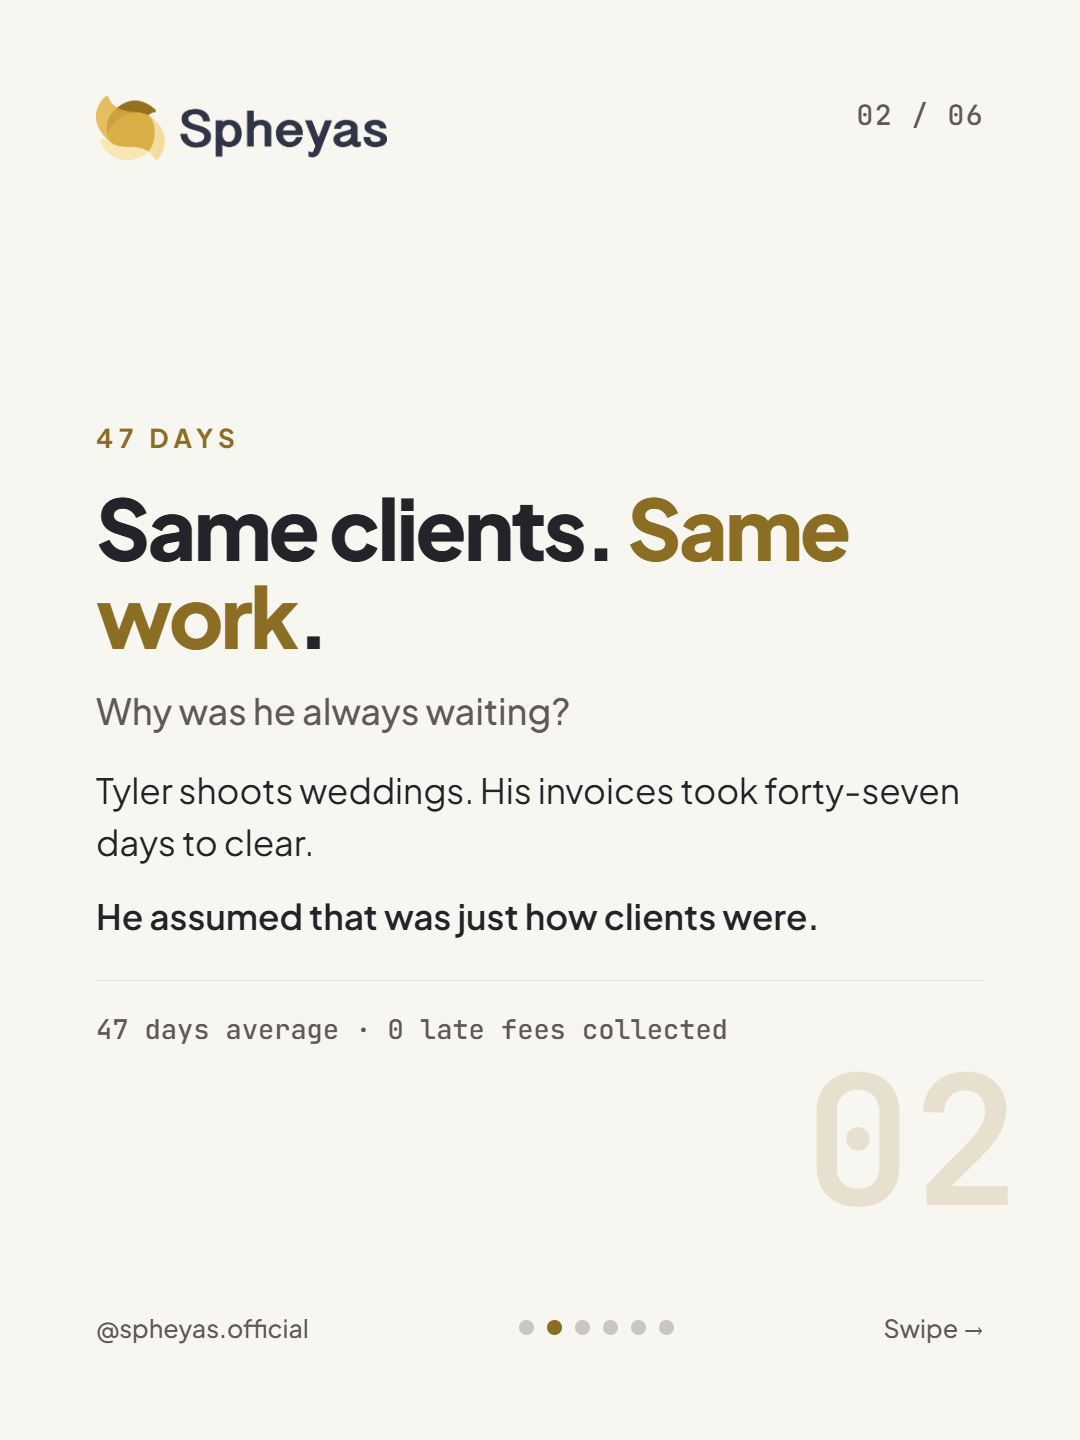 Spheyas
02 / 06
47 DAYS
Same clients. Same
work.
Why was he always waiting?
Tyler shoots weddings. His invoices took forty-seven
days to clear.
He assumed that was just how clients were.
47 days average · 0 late fees collected
02
@spheyas.official
Swipe →